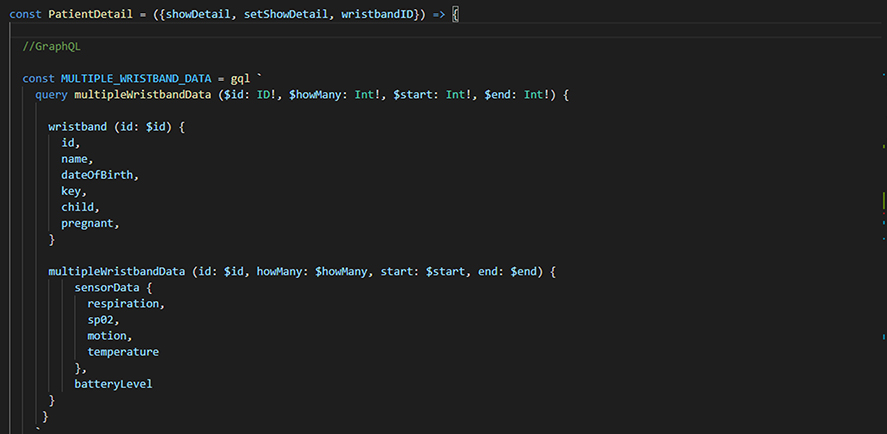 const PatientDetail = ({showDetail, setShowDetail, wristbandID}) => {
//GraphQL
const MULTIPLE_WRISTBAND_DATA = gql `
query multipleWristbandData ($id: ID!, $howMany: Int!, $start: Int!, $end: Int!) {
wristband (id: $id) {
id,
name,
dateOfBirth,
key,
child,
pregnant,
}
multipleWristbandData (id: $id, howMany: $howMany, start: $start, end: $end) {
sensorData {
respiration,
sp02,
motion,
temperature
},
batteryLevel
}
}
`